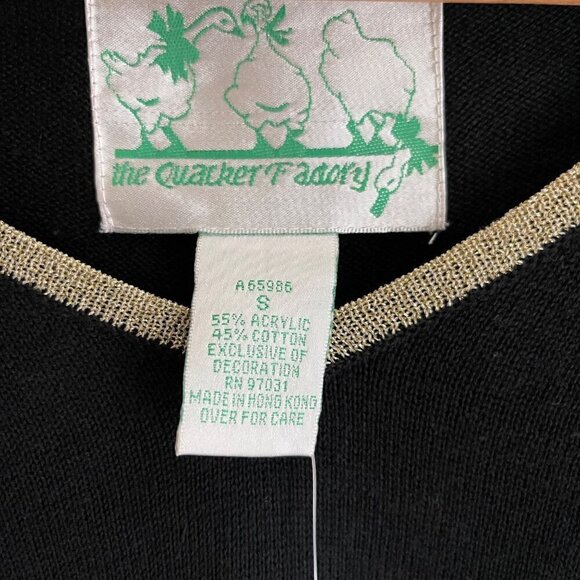 the Quacker Factory
A65986
S
55% ACRYLIC
45% COTTON
EXCLUSIVE OF
DECORATION
RN 97031
MADE IN HONG KONG
OVER FOR CARE